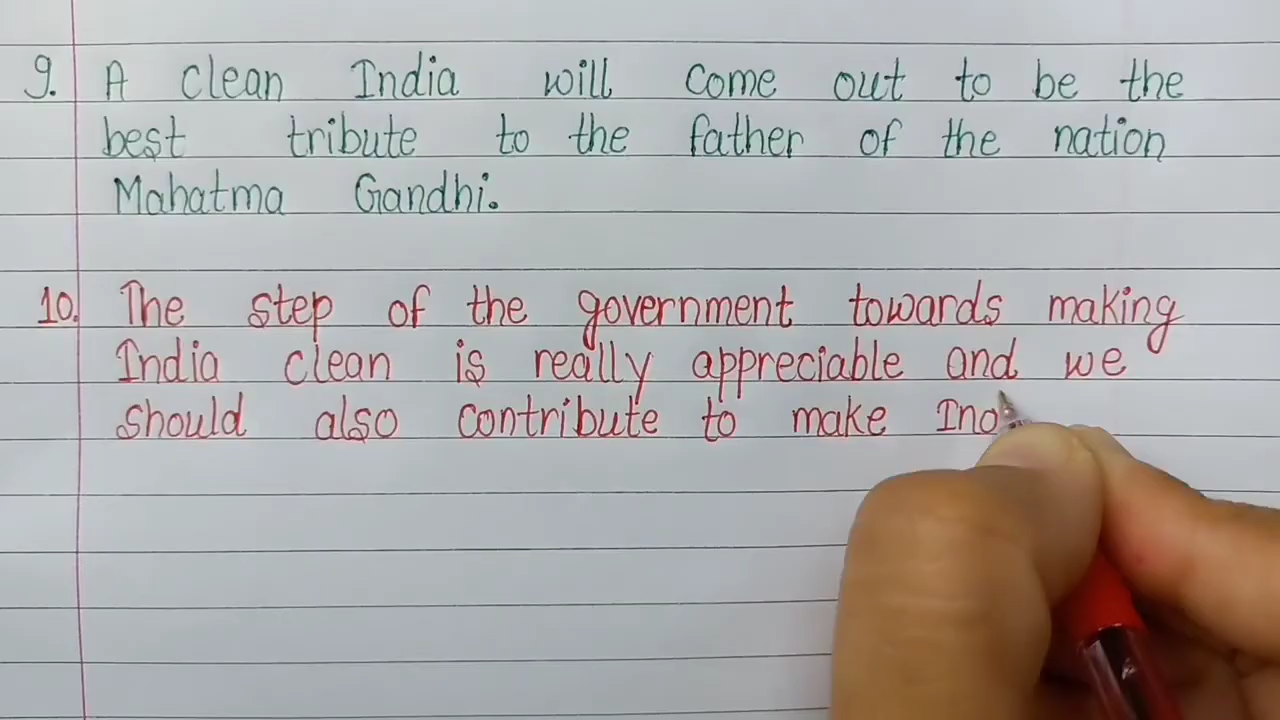 9. A clean India will come out to be the
best tribute to the father of the nation
Mahatma Gandhi.
10. The step of the government towards making
India clean is really appreciable and we
should also contribute to make